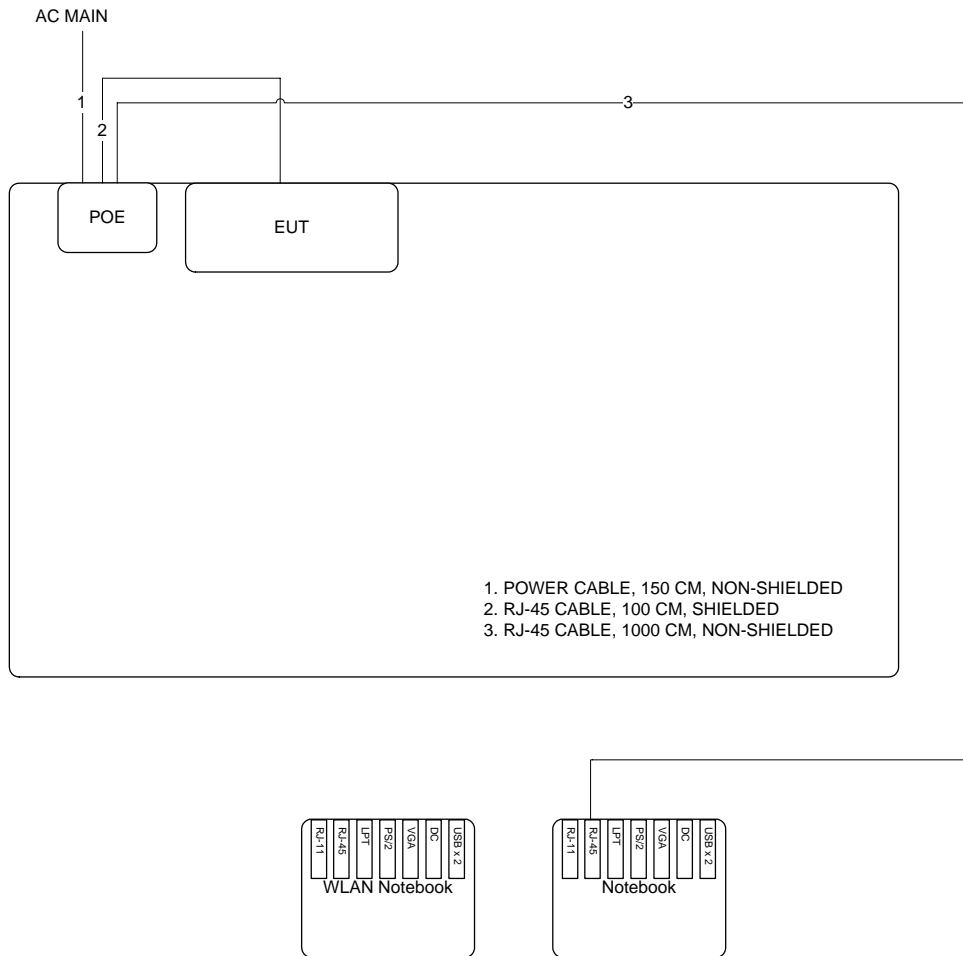 AC MAIN
1
2
3
POE
EUT
1. POWER CABLE, 150 CM, NON-SHIELDED
2. RJ-45 CABLE, 100 CM, SHIELDED
3. RJ-45 CABLE, 1000 CM, NON-SHIELDED
RJ-11
RJ-45
LPT
PS/2
VGA
DC
USB x 2
WLAN Notebook
RJ-11
RJ-45
LPT
PS/2
VGA
DC
USB x 2
Notebook